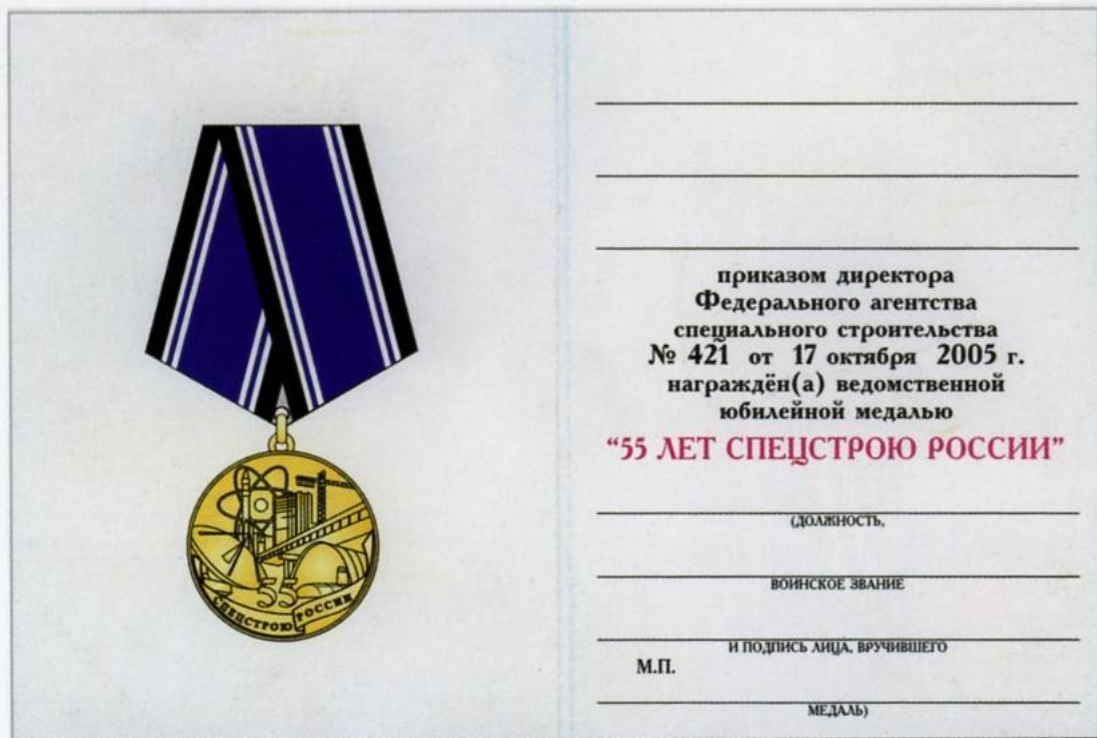 55
СПЕЦСТРОЮ РОССИИ
приказом директора
Федерального агентства
специального строительства
№ 421 от 17 октября 2005 г.
награждён(а) ведомственной
юбилейной медалью
"55 ЛЕТ СПЕЦСТРОЮ РОССИИ"
(ДОЛЖНОСТЬ,
ВОИНСКОЕ ЗВАНИЕ
И ПОДПИСЬ ЛИЦА, ВРУЧИВШЕГО
М.П.
МЕДАЛЬ)